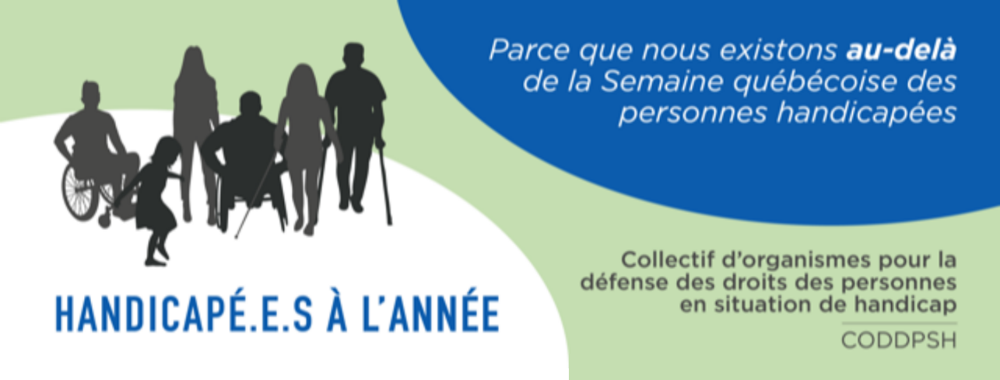 Parce que nous existons au-delà
de la Semaine québécoise des
personnes handicapées
HANDICAPÉ.E.S À L'ANNÉE
Collectif d'organismes pour la
défense des droits des personnes
en situation de handicap
CODDPSH